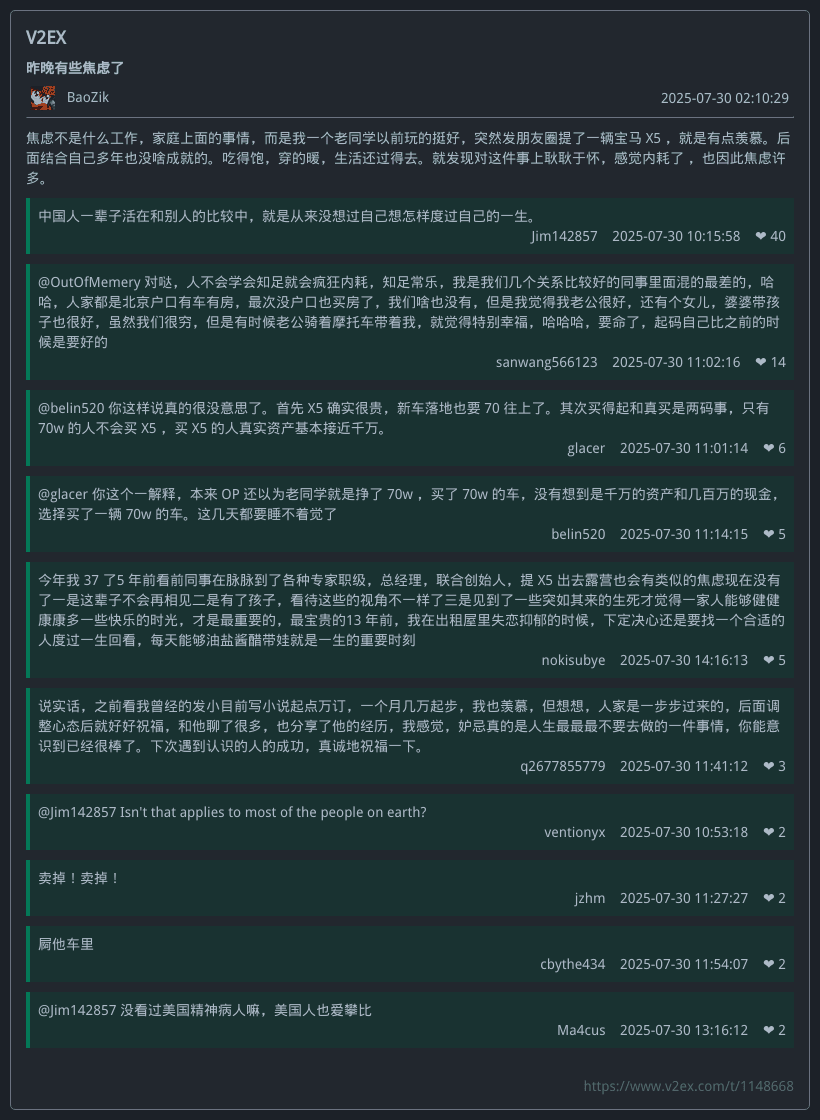 V2EX
昨晚有些焦虑了
BaoZik
2025-07-30 02:10:29
焦虑不是什么工作，家庭上面的事情，而是我一个老同学以前玩的挺好，突然发朋友圈提了一辆宝马 X5 ，就是有点羡慕。后
面结合自己多年也没啥成就的。吃得饱，穿的暖，生活还过得去。就发现对这件事上耿耿于怀，感觉内耗了 ，也因此焦虑许
多。
中国人一辈子活在和别人的比较中，就是从来没想过自己想怎样度过自己的一生。
Jim142857 2025-07-30 10:15:58 ❤ 40
@OutOfMemery 对哒，人不会学会知足就会疯狂内耗，知足常乐，我是我们几个关系比较好的同事里面混的最差的，哈
哈，人家都是北京户口有车有房，最次没户口也买房了，我们啥也没有，但是我觉得我老公很好，还有个女儿，婆婆带孩
子也很好，虽然我们很穷，但是有时候老公骑着摩托车带着我，就觉得特别幸福，哈哈哈，要命了，起码自己比之前的时
候是要好的
sanwang566123 2025-07-30 11:02:16 ❤ 14
@belin520 你这样说真的很没意思了。首先 X5 确实很贵，新车落地也要 70 往上了。其次买得起和真买是两码事，只有
70w 的人不会买 X5 ，买 X5 的人真实资产基本接近千万。
glacer 2025-07-30 11:01:14 ❤ 6
@glacer 你这个一解释，本来 OP 还以为老同学就是挣了 70w ，买了 70w 的车，没有想到是千万的资产和几百万的现金，
选择买了一辆 70w 的车。这几天都要睡不着觉了
belin520 2025-07-30 11:14:15 ❤ 5
今年我 37 了5 年前看前同事在脉脉到了各种专家职级，总经理，联合创始人，提 X5 出去露营也会有类似的焦虑现在没有
了一是这辈子不会再相见二是有了孩子，看待这些的视角不一样了三是见到了一些突如其来的生死才觉得一家人能够健健
康康多一些快乐的时光，才是最重要的，最宝贵的13 年前，我在出租屋里失恋抑郁的时候，下定决心还是要找一个合适的
人度过一生回看，每天能够油盐酱醋带娃就是一生的重要时刻
nokisubye 2025-07-30 14:16:13 ❤ 5
说实话，之前看我曾经的发小目前写小说起点万订，一个月几万起步，我也羡慕，但想想，人家是一步步过来的，后面调
整心态后就好好祝福，和他聊了很多，也分享了他的经历，我感觉，妒忌真的是人生最最最不要去做的一件事情，你能意
识到已经很棒了。下次遇到认识的人的成功，真诚地祝福一下。
q2677855779 2025-07-30 11:41:12 ❤ 3
@Jim142857 Isn't that applies to most of the people on earth?
ventionyx 2025-07-30 10:53:18 ❤ 2
卖掉！卖掉！
jzhm 2025-07-30 11:27:27 ❤ 2
屙他车里
cbythe434 2025-07-30 11:54:07 ❤ 2
@Jim142857 没看过美国精神病人嘛，美国人也爱攀比
Ma4cus 2025-07-30 13:16:12 ❤ 2
https://www.v2ex.com/t/1148668